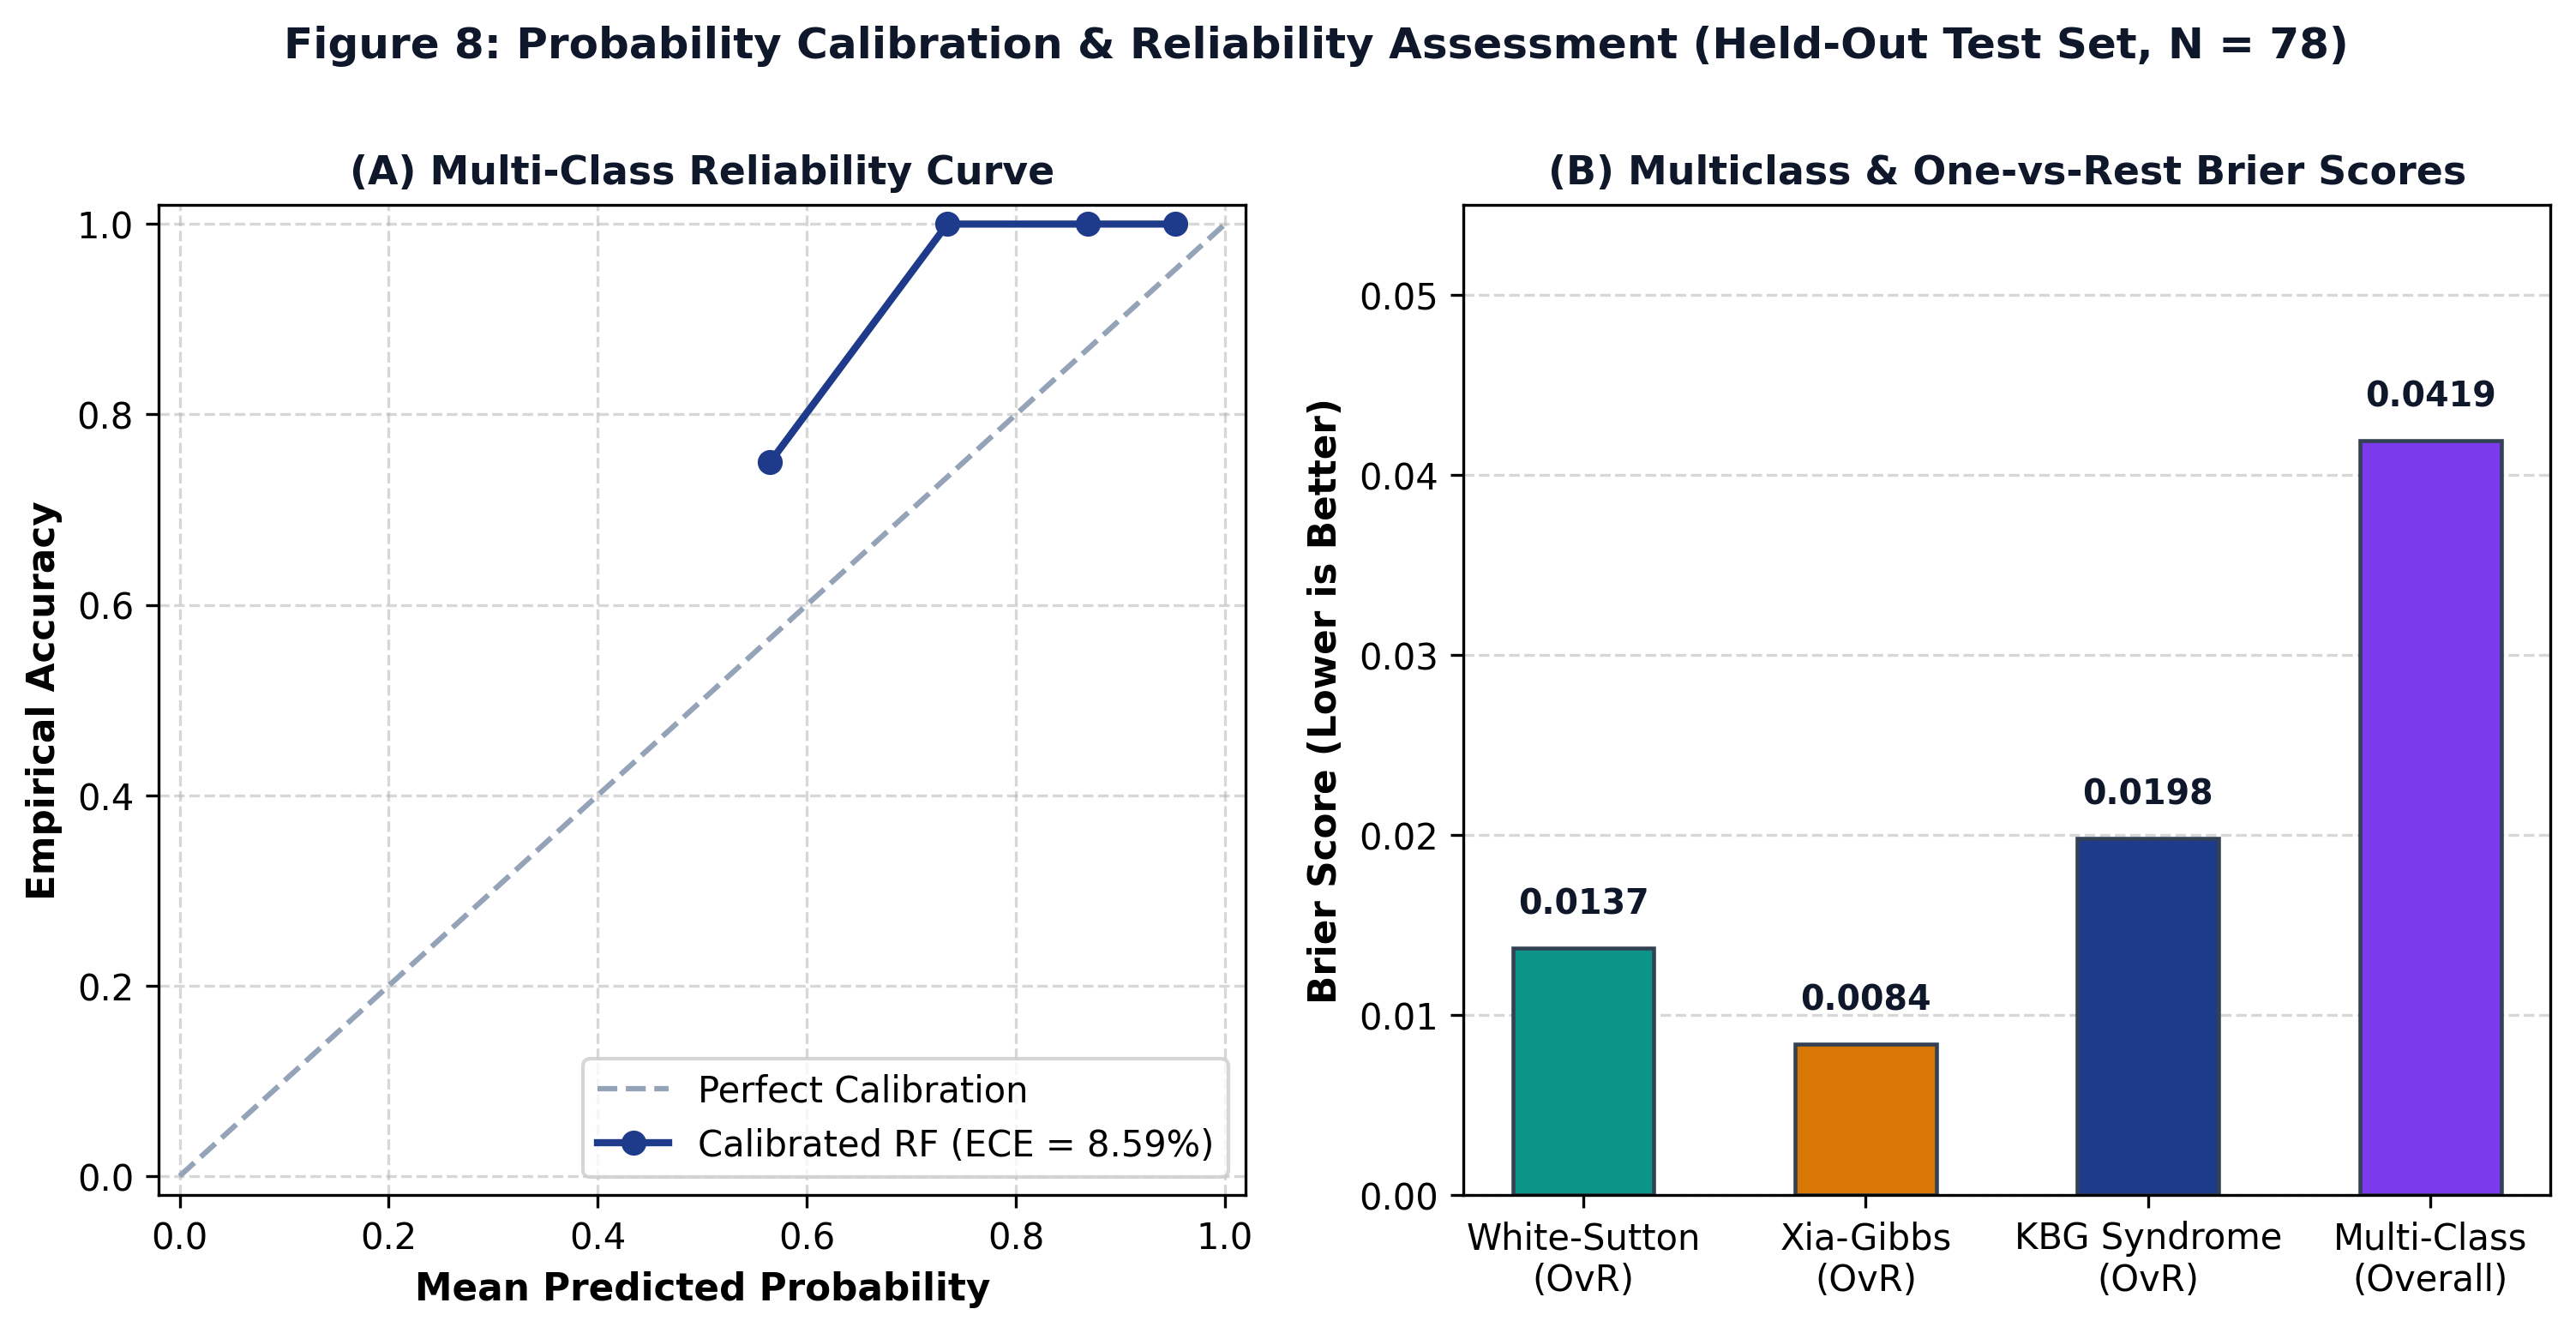 Figure 8: Probability Calibration & Reliability Assessment (Held-Out Test Set, N = 78)
(A) Multi-Class Reliability Curve
Empirical Accuracy
1.0
0.8
0.6
0.4
0.2
0.0
0.0 0.2 0.4 0.6 0.8 1.0
Mean Predicted Probability
Perfect Calibration
Calibrated RF (ECE = 8.59%)
(B) Multiclass & One-vs-Rest Brier Scores
Brier Score (Lower is Better)
0.05
0.04
0.03
0.02
0.01
0.00
0.0137
0.0084
0.0198
0.0419
White-Sutton
(OvR)
Xia-Gibbs
(OvR)
KBG Syndrome
(OvR)
Multi-Class
(Overall)